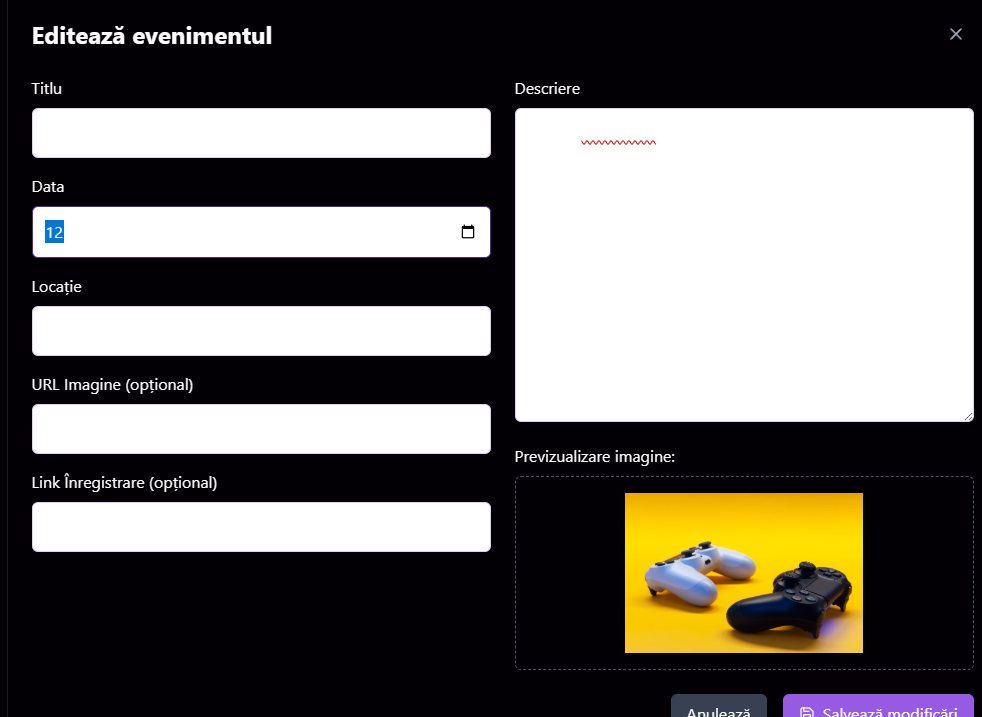 Editează evenimentul
Titlu
Data
12
Locație
URL Imagine (opțional)
Link Înregistrare (opțional)
Descriere
Previzualizare imagine:
Anulează
Salvează modificări